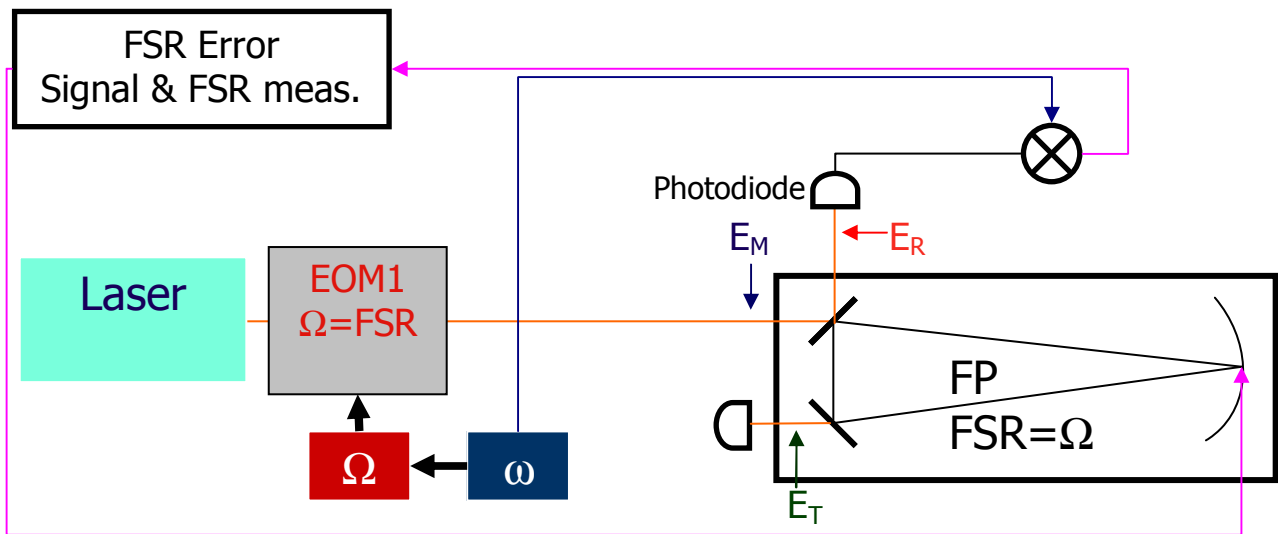 FSR Error
Signal & FSR meas.
Photodiode
E_M
E_R
Laser
EOM1
Ω=FSR
FP
FSR=Ω
Ω
ω
E_T